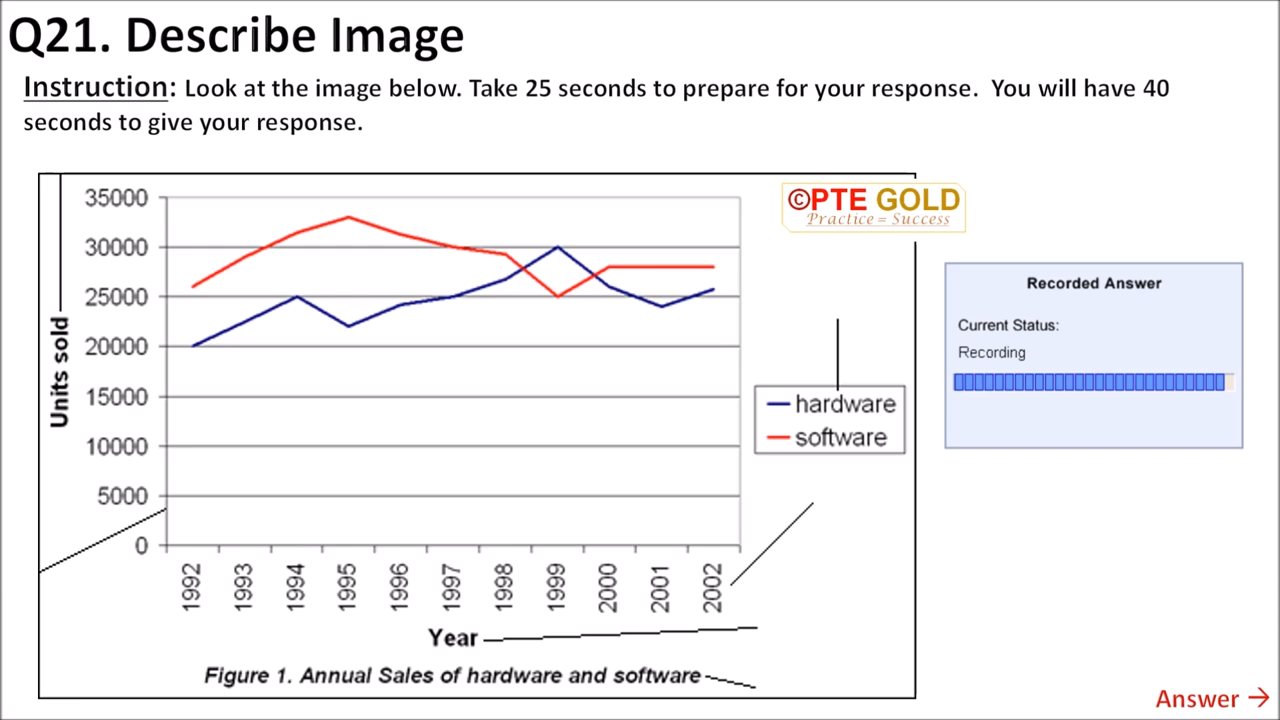 Q21. Describe Image
Instruction: Look at the image below. Take 25 seconds to prepare for your response. You will have 40
seconds to give your response.
©PTE GOLD
Practice = Success
35000
30000
25000
20000
15000
10000
5000
0
Units sold
1992
1993
1994
1995
1996
1997
1998
1999
2000
2001
2002
Year
Figure 1. Annual Sales of hardware and software
hardware
software
Recorded Answer
Current Status:
Recording
Answer →